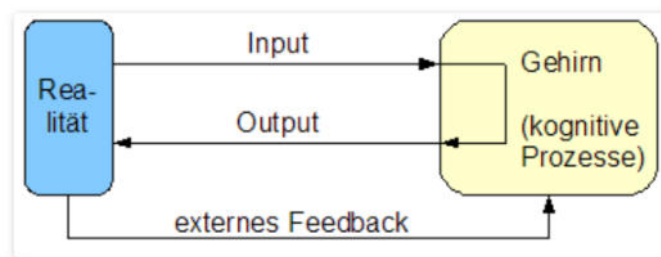 Input
Gehirn
Rea-
lität
Output
(kognitive
Prozesse)
externes Feedback